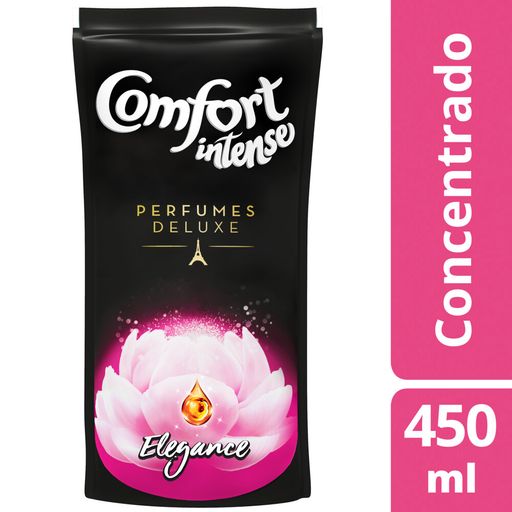 Comfort
intense
PERFUMES
DELUXE
Elegance
Concentrado
450
ml